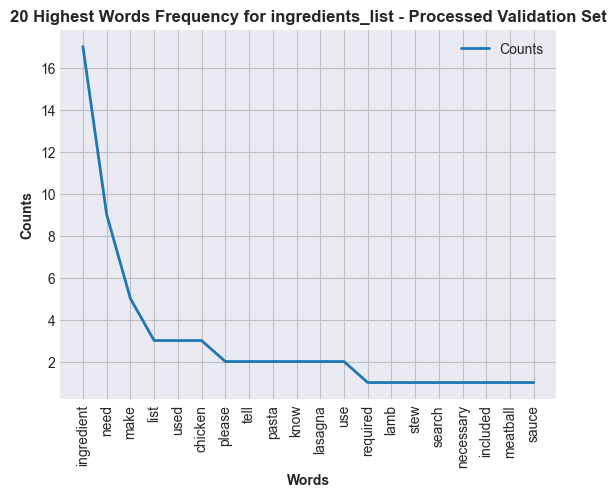 20 Highest Words Frequency for ingredients_list - Processed Validation Set
Counts
16
14
12
10
8
6
4
2
Counts
ingredient
need
make
list
used
chicken
please
tell
pasta
know
lasagna
use
required
lamb
stew
search
necessary
included
meatball
sauce
Words